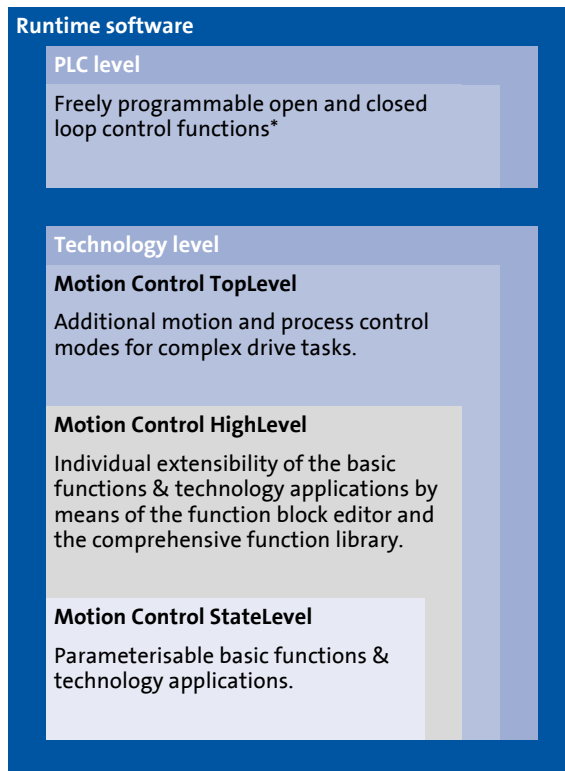 Runtime software
PLC level
Freely programmable open and closed
loop control functions*
Technology level
Motion Control TopLevel
Additional motion and process control
modes for complex drive tasks.
Motion Control HighLevel
Individual extensibility of the basic
functions & technology applications by
means of the function block editor and
the comprehensive function library.
Motion Control StateLevel
Parameterisable basic functions &
technology applications.